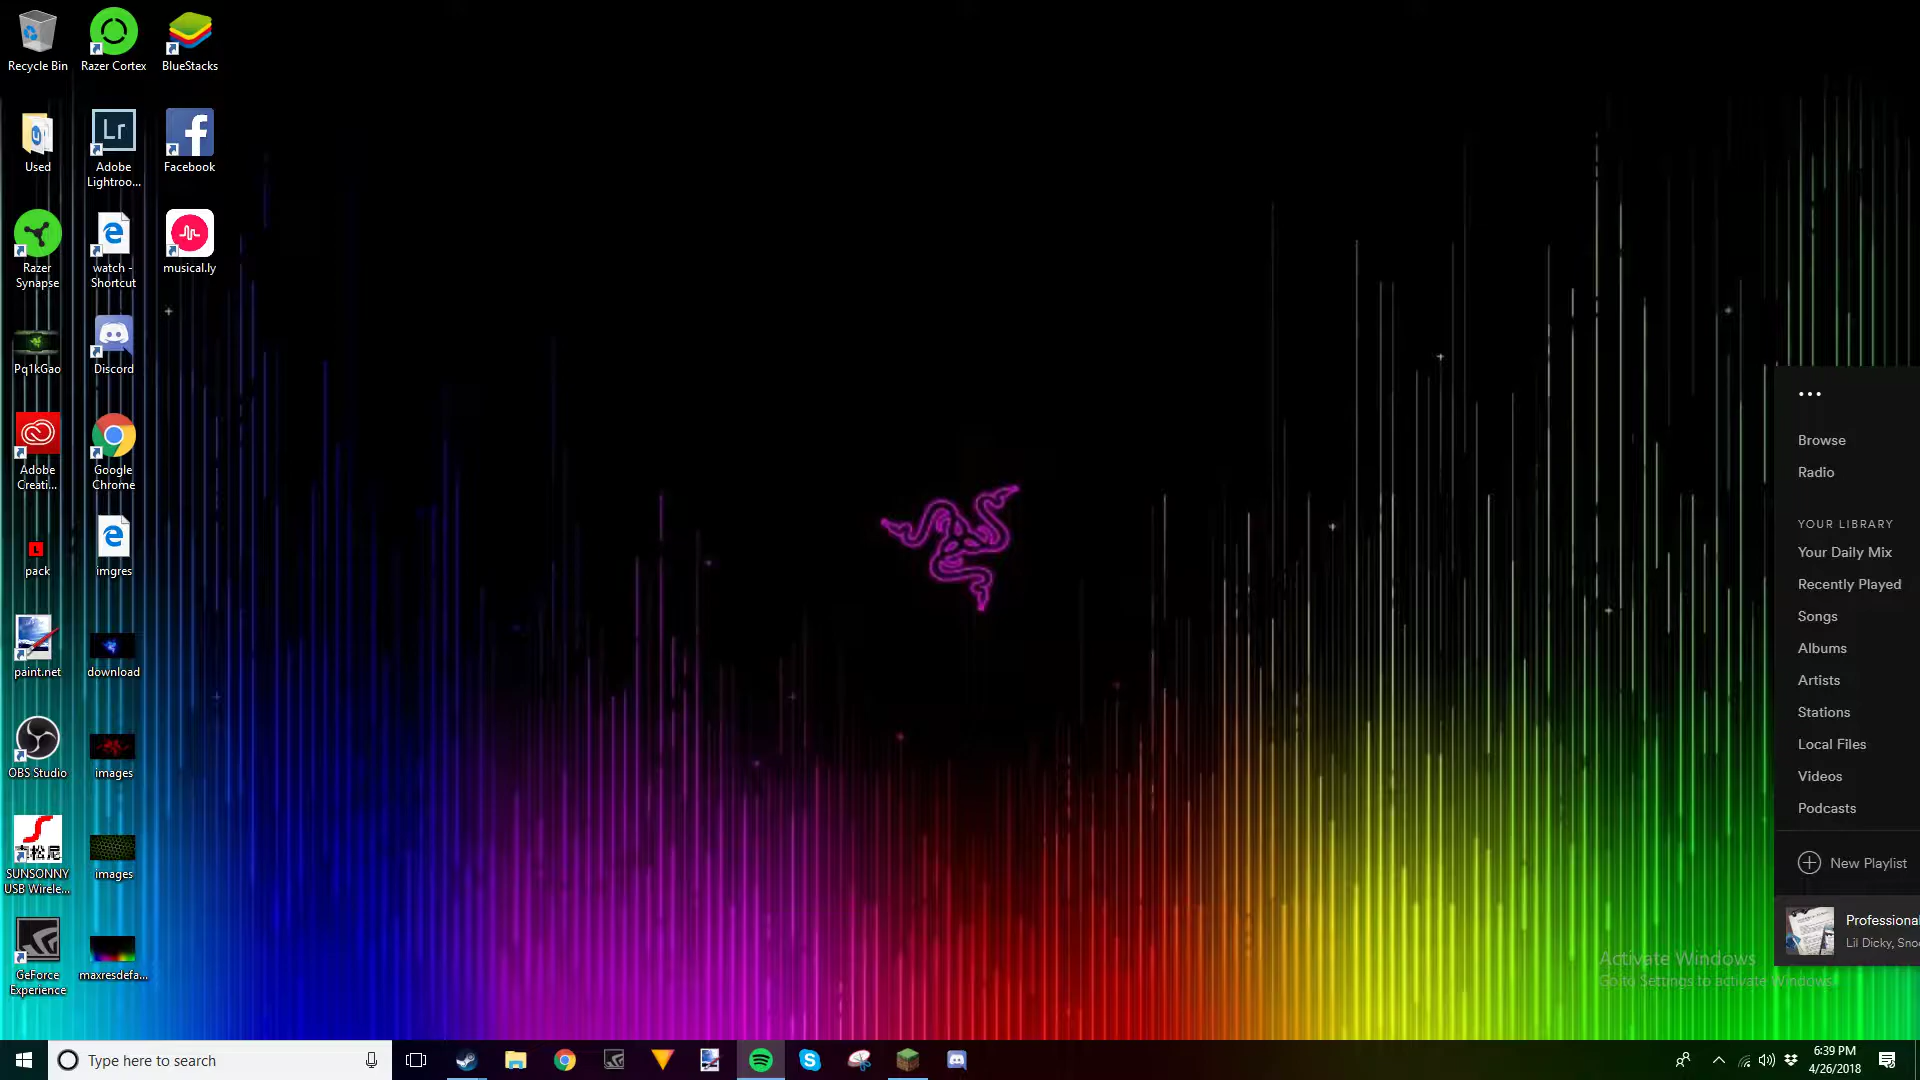 Recycle Bin
Razer Cortex
BlueStacks
Used
Lr
Adobe
Lightroo...
Facebook
Razer
Synapse
watch -
Shortcut
musical.ly
Pq1kGao
Discord
Adobe
Creati...
Google
Chrome
L
pack
imgres
paint.net
download
OBS Studio
images
SUNSONNY
USB Wirele...
images
GeForce
Experience
maxresdefa...
Browse
Radio
YOUR LIBRARY
Your Daily Mix
Recently Played
Songs
Albums
Artists
Stations
Local Files
Videos
Podcasts
New Playlist
Professional
Lil Dicky, Snoo
Activate Windows
Go to Settings to activate Windows.
Type here to search
6:39 PM
4/26/2018